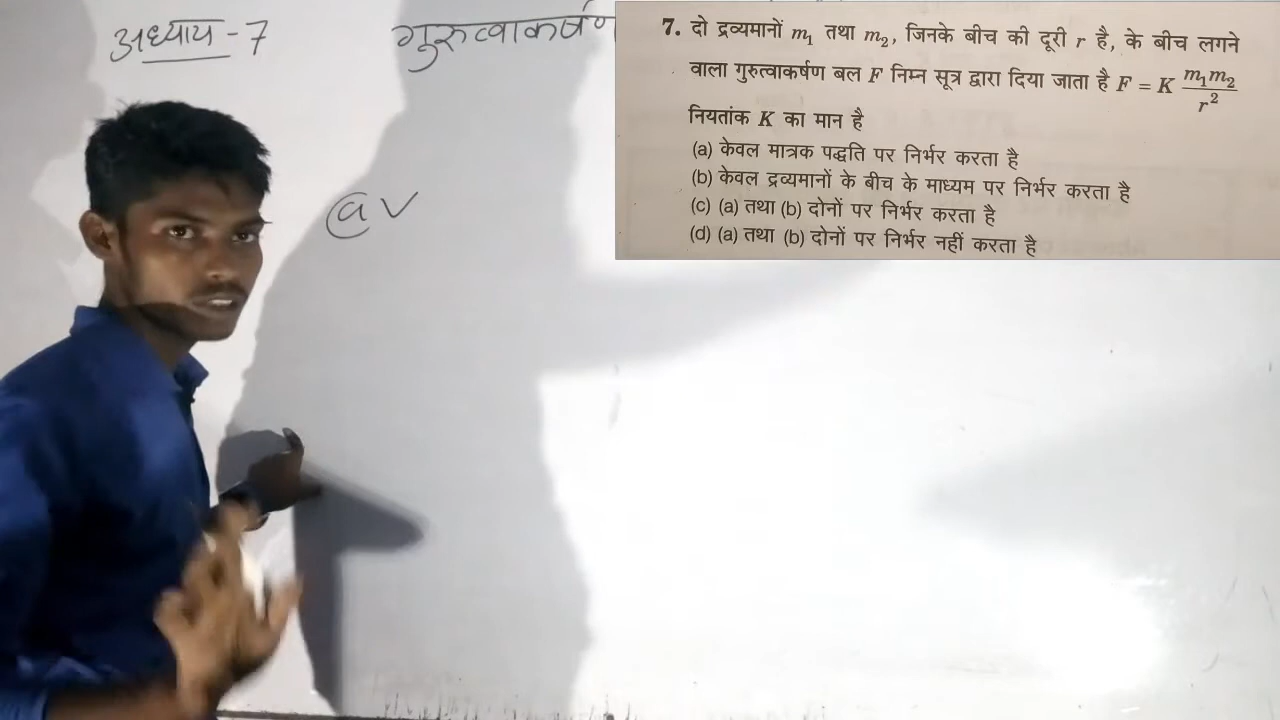 अध्याय - 7
गुरुत्वाकर्षण
(a) ✓
7. दो द्रव्यमानों m₁ तथा m₂, जिनके बीच की दूरी r है, के बीच लगने
वाला गुरुत्वाकर्षण बल F निम्न सूत्र द्वारा दिया जाता है F = K m₁m₂/r²
नियतांक K का मान है
(a) केवल मात्रक पद्धति पर निर्भर करता है
(b) केवल द्रव्यमानों के बीच के माध्यम पर निर्भर करता है
(c) (a) तथा (b) दोनों पर निर्भर करता है
(d) (a) तथा (b) दोनों पर निर्भर नहीं करता है